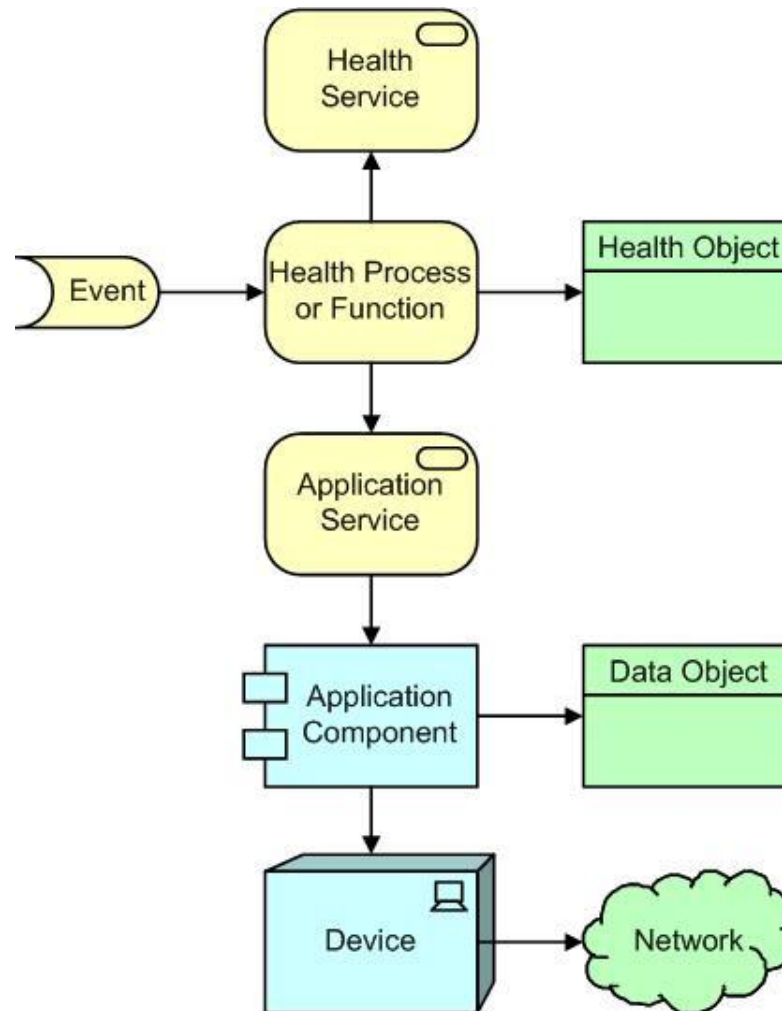 Health
Service
Event
Health Process
or Function
Health Object
Application
Service
Application
Component
Data Object
Device
Network